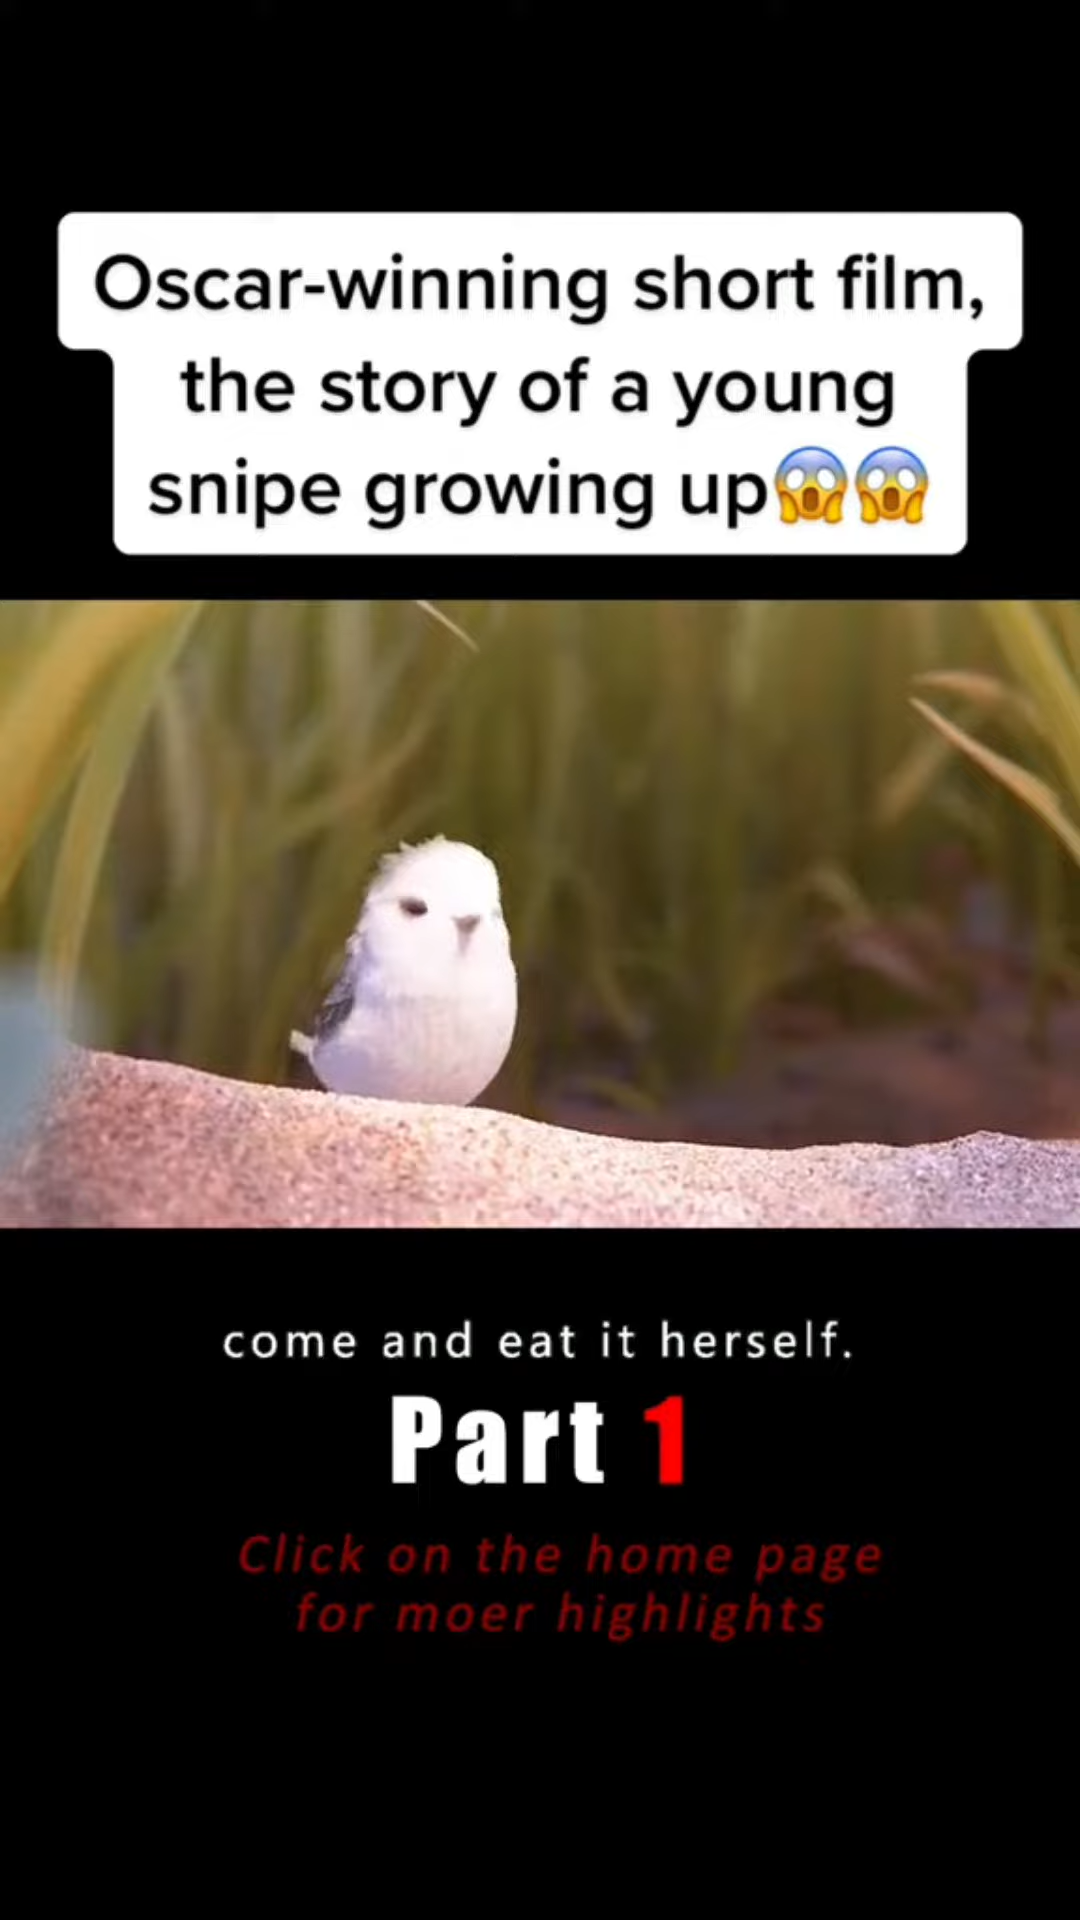 Oscar-winning short film,
the story of a young
snipe growing up😱😱
come and eat it herself.
Part 1
Click on the home page
for moer highlights